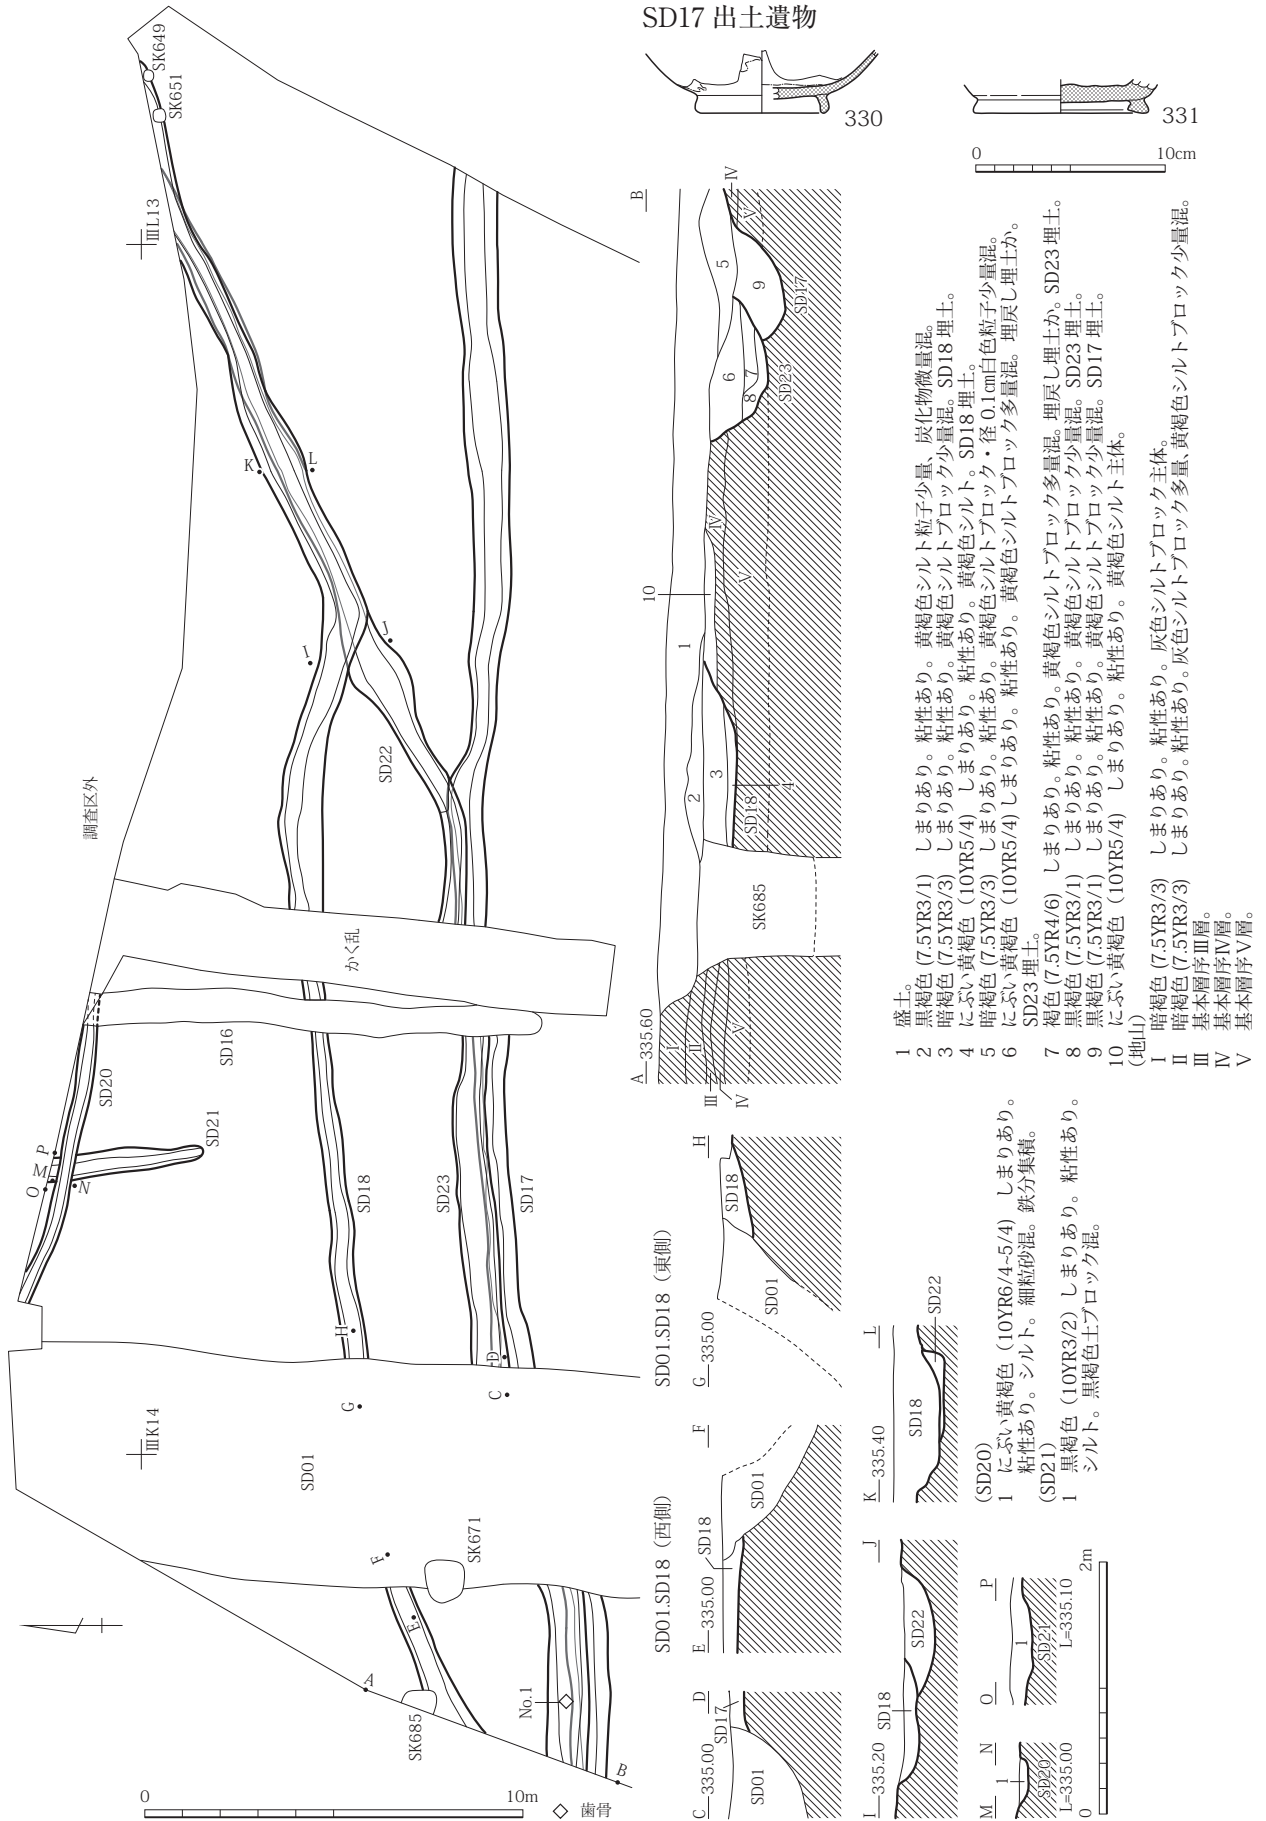 SD17 出土遺物
330
331
0 10cm
SK649
SK651
ⅢL13
K
L
I
J
SD22
調査区外
かく乱
SD16
SD20
SD21
P
M
O
N
SD18
SD23
SD17
H
D
G
C
ⅢK14
SD01
SK671
F
E
A
SK685
No.1
B
0 10m
歯骨
A 335.60
B
Ⅰ
Ⅱ
Ⅲ
Ⅳ
Ⅴ
SK685
SD18
1
2
3
4
10
Ⅳ
Ⅴ
5
6
7
8
9
SD23
SD17
Ⅳ
Ⅴ
1 盛土。
2 黒褐色 (7.5YR3/1) しまりあり。粘性あり。黄褐色シルト粒子少量、炭化物微量混。
3 暗褐色 (7.5YR3/3) しまりあり。粘性あり。黄褐色シルトブロック少量混。SD18 埋土。
4 にぶい黄褐色 (10YR5/4) しまりあり。粘性あり。黄褐色シルト。SD18 埋土。
5 暗褐色 (7.5YR3/3) しまりあり。粘性あり。黄褐色シルトブロック・径 0.1cm白色粒子少量混。
6 にぶい黄褐色 (10YR5/4) しまりあり。粘性あり。黄褐色シルトブロック多量混。埋戻し埋土か。
SD23 埋土。
7 褐色 (7.5YR4/6) しまりあり。粘性あり。黄褐色シルトブロック多量混。埋戻し埋土か。SD23 埋土。
8 黒褐色 (7.5YR3/1) しまりあり。粘性あり。黄褐色シルトブロック少量混。SD23 埋土。
9 黒褐色 (7.5YR3/1) しまりあり。粘性あり。黄褐色シルトブロック少量混。SD17 埋土。
10 にぶい黄褐色 (10YR5/4) しまりあり。粘性あり。黄褐色シルト主体。
(地山)
Ⅰ 暗褐色 (7.5YR3/3) しまりあり。粘性あり。灰色シルトブロック主体。
Ⅱ 暗褐色 (7.5YR3/3) しまりあり。粘性あり。灰色シルトブロック多量、黄褐色シルトブロック少量混。
Ⅲ 基本層序Ⅲ層。
Ⅳ 基本層序Ⅳ層。
Ⅴ 基本層序Ⅴ層。
SD01.SD18（東側）
G 335.00
H
SD01
SD18
SD01.SD18（西側）
E 335.00
F
SD18
SD01
C 335.00
D
SD01
SD17
K 335.40
L
SD18
SD22
I 335.20
J
SD18
SD22
M
N
1
SD20
L=335.00
O
P
1
SD21
L=335.10
0 2m
(SD20)
1 にぶい黄褐色（10YR6/4~5/4） しまりあり。
粘性あり。シルト。細粒砂混。鉄分集積。
(SD21)
1 黒褐色（10YR3/2）しまりあり。粘性あり。
シルト。黒褐色土ブロック混。